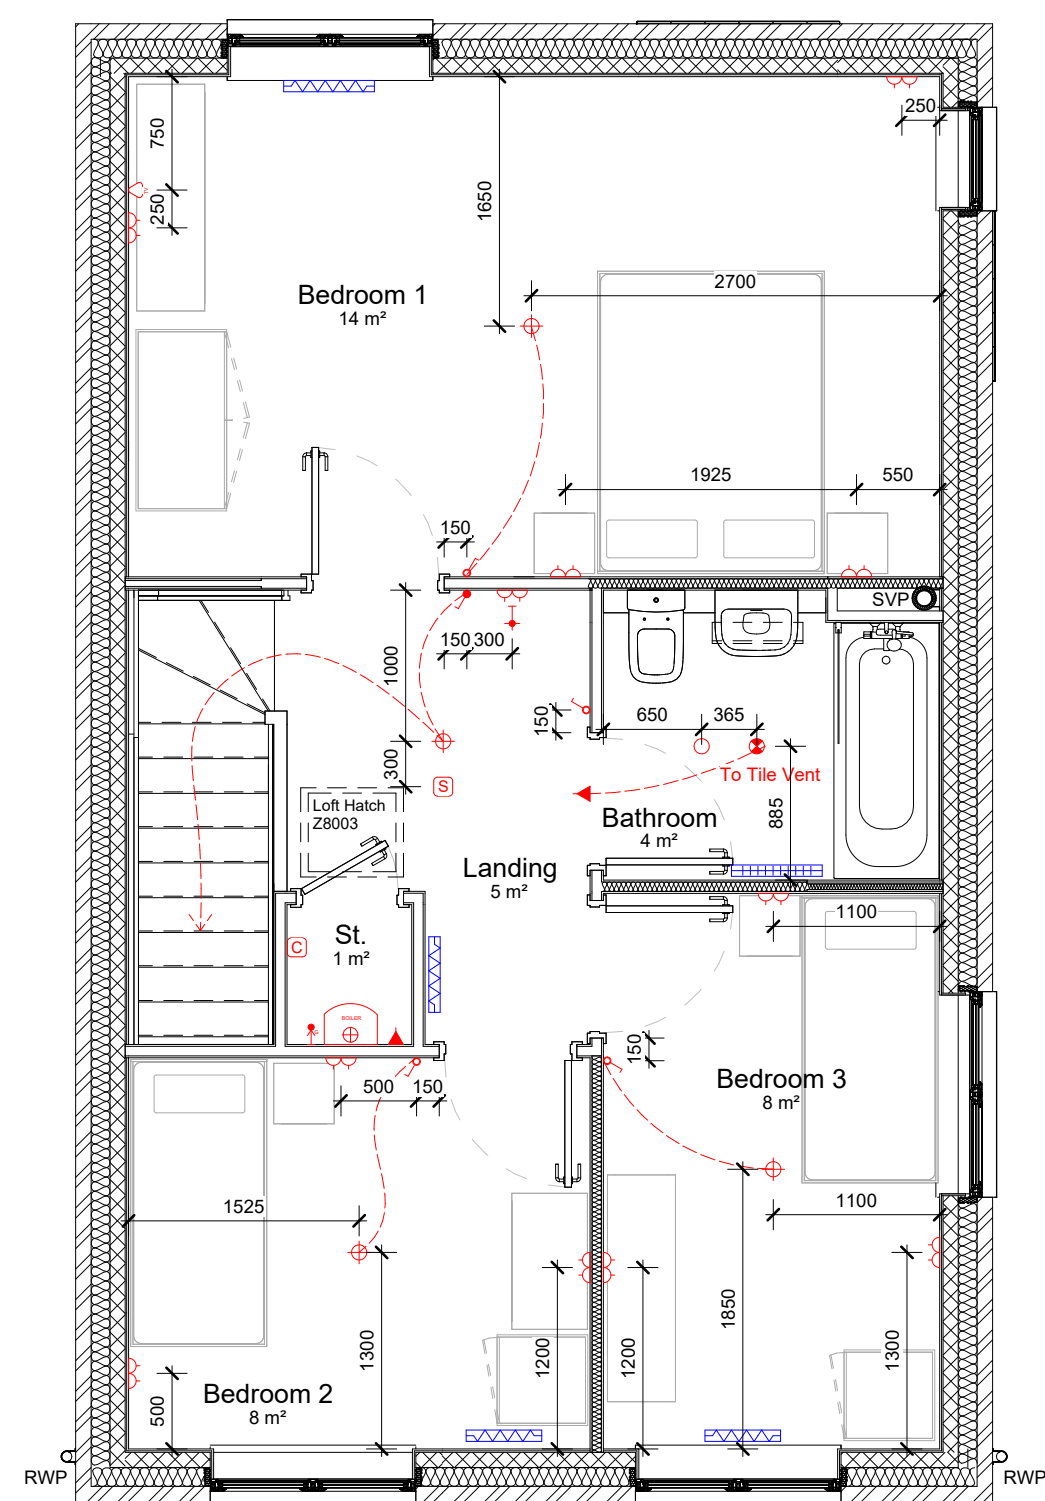 250
750
250
1650
2700
Bedroom 1
14 m²
1925
550
150
SVP
1000
150
300
150
650
365
300
S
To Tile Vent
Loft Hatch
Z8003
885
Bathroom
4 m²
Landing
5 m²
1100
St.
1 m²
C
BOILER
150
500
150
Bedroom 3
8 m²
1525
1100
1850
1300
1300
1200
1200
Bedroom 2
8 m²
500
RWP
RWP